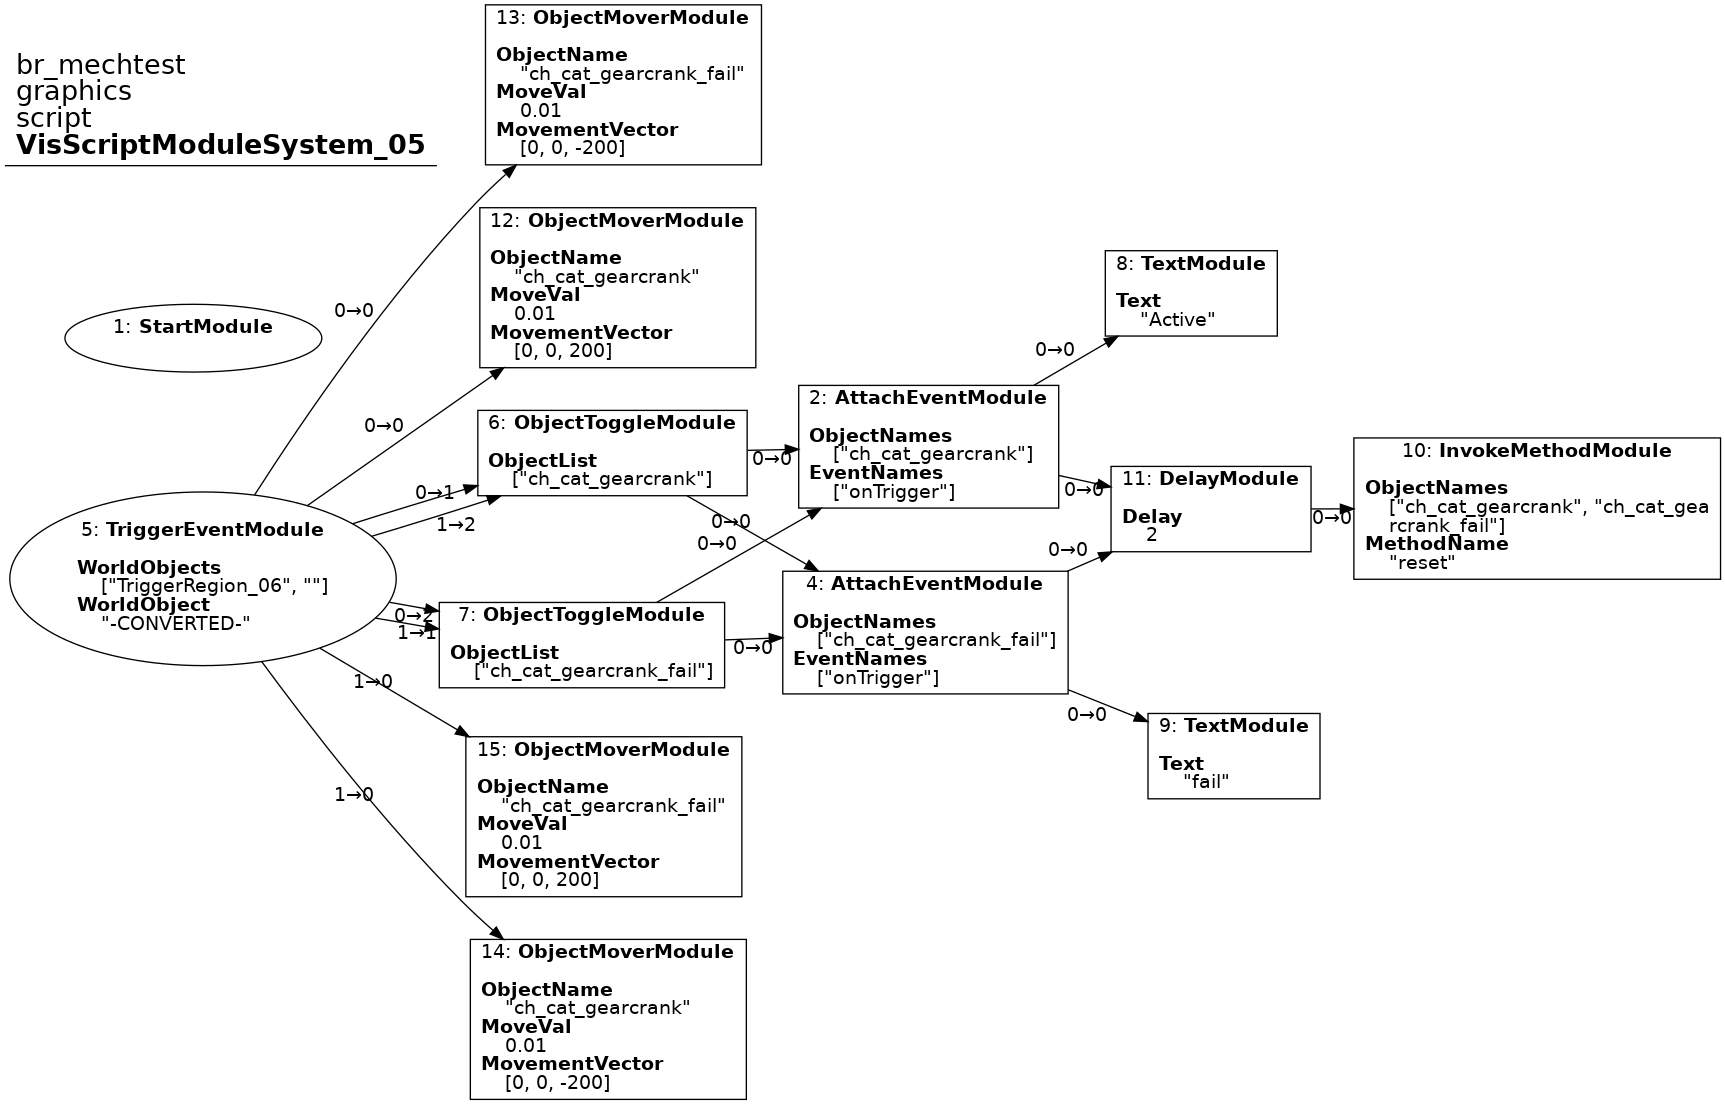 br_mechtest
graphics
script
VisScriptModuleSystem_05
13: ObjectMoverModule
ObjectName
"ch_cat_gearcrank_fail"
MoveVal
0.01
MovementVector
[0, 0, -200]
12: ObjectMoverModule
ObjectName
"ch_cat_gearcrank"
MoveVal
0.01
MovementVector
[0, 0, 200]
1: StartModule
8: TextModule
Text
"Active"
6: ObjectToggleModule
ObjectList
["ch_cat_gearcrank"]
2: AttachEventModule
ObjectNames
["ch_cat_gearcrank"]
EventNames
["onTrigger"]
11: DelayModule
Delay
2
10: InvokeMethodModule
ObjectNames
["ch_cat_gearcrank", "ch_cat_gea
rcrank_fail"]
MethodName
"reset"
5: TriggerEventModule
WorldObjects
["TriggerRegion_06", ""]
WorldObject
"-CONVERTED-"
7: ObjectToggleModule
ObjectList
["ch_cat_gearcrank_fail"]
4: AttachEventModule
ObjectNames
["ch_cat_gearcrank_fail"]
EventNames
["onTrigger"]
9: TextModule
Text
"fail"
15: ObjectMoverModule
ObjectName
"ch_cat_gearcrank_fail"
MoveVal
0.01
MovementVector
[0, 0, 200]
14: ObjectMoverModule
ObjectName
"ch_cat_gearcrank"
MoveVal
0.01
MovementVector
[0, 0, -200]
0→0
0→0
0→1
1→2
0→2
1→1
1→0
1→0
0→0
0→0
0→0
0→0
0→0
0→0
0→0
0→0
0→0